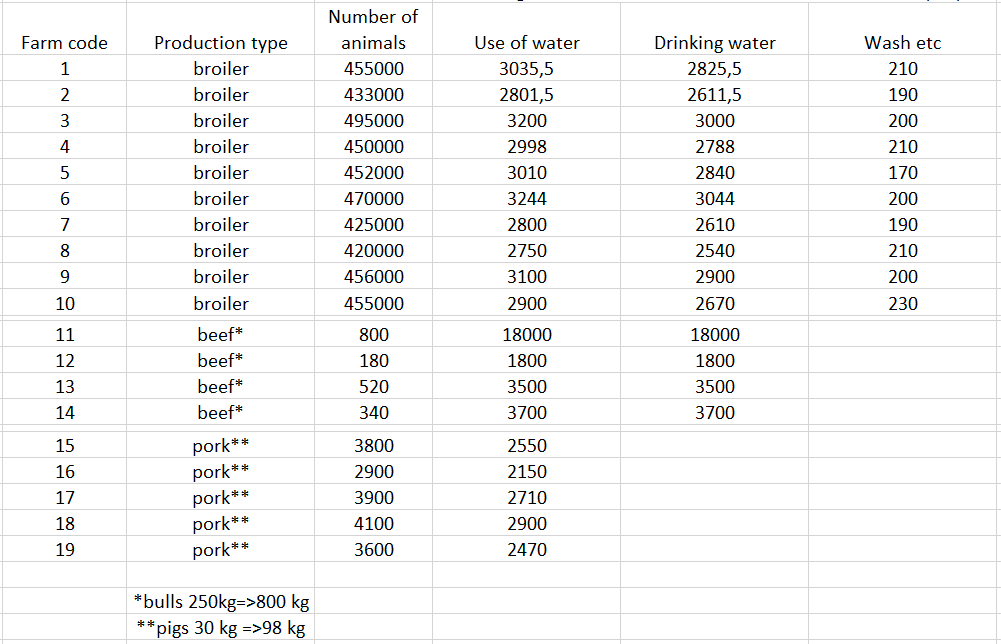 Number of
Farm code Production type animals Use of water Drinking water Wash etc
1 broiler 455000 3035,5 2825,5 210
2 broiler 433000 2801,5 2611,5 190
3 broiler 495000 3200 3000 200
4 broiler 450000 2998 2788 210
5 broiler 452000 3010 2840 170
6 broiler 470000 3244 3044 200
7 broiler 425000 2800 2610 190
8 broiler 420000 2750 2540 210
9 broiler 456000 3100 2900 200
10 broiler 455000 2900 2670 230
11 beef* 800 18000 18000
12 beef* 180 1800 1800
13 beef* 520 3500 3500
14 beef* 340 3700 3700
15 pork** 3800 2550
16 pork** 2900 2150
17 pork** 3900 2710
18 pork** 4100 2900
19 pork** 3600 2470
*bulls 250kg=>800 kg
**pigs 30 kg =>98 kg